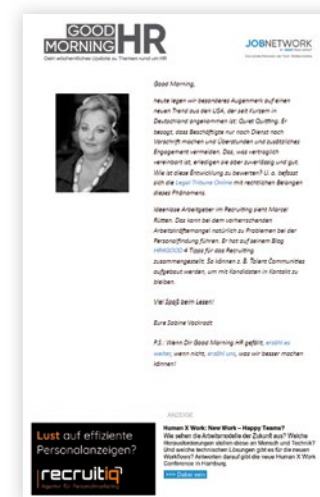 GOOD
MORNING HR
Dein wöchentliches Update zu Themen rund um HR
JOBNETWORK
Good Morning,
heute legen wir besonderes Augenmerk auf einen
neuen Trend aus den USA, der seit Kurzem in
Deutschland angekommen ist: Quiet Quitting. Er
besagt, dass Beschäftigte nur noch Dienst nach
Vorschrift machen und Überstunden und zusätzliches
Engagement vermeiden. Das, was vertraglich
vereinbart ist, erledigen sie aber zuverlässig und gut.
Wie ist diese Entwicklung zu bewerten? U. a. befasst
sich die Legal Tribune Online mit rechtlichen Belangen
dieses Phänomens.
Ideenlose Arbeitgeber im Recruiting sieht Marcel
Rütten. Das kann bei dem vorherrschenden
Arbeitskräftemangel natürlich zu Problemen bei der
Personalfindung führen. Er hat auf seinem Blog
HR4GOOD 4 Tipps für das Recruiting
zusammengestellt. So können z. B. Talent Communities
aufgebaut werden, um mit Kandidaten in Kontakt zu
bleiben.
Viel Spaß beim Lesen!
Eure Sabine Vockrodt
P.S.: Wenn Dir Good Morning HR gefällt, erzähl es
weiter, wenn nicht, erzähl uns, was wir besser machen
können!
ANZEIGE
Lust auf effiziente
Personalanzeigen?
recruitiq
Agentur für Personalmarketing
Human X Work: New Work – Happy Teams?
Wie sehen die Arbeitsmodelle der Zukunft aus? Welche
Herausforderungen stellen diese an Mensch und Technik?
Und welche technischen Lösungen gibt es für die neuen
Workflows? Antworten darauf gibt die neue Human X Work
Conference in Hamburg.
>>> Dabei sein